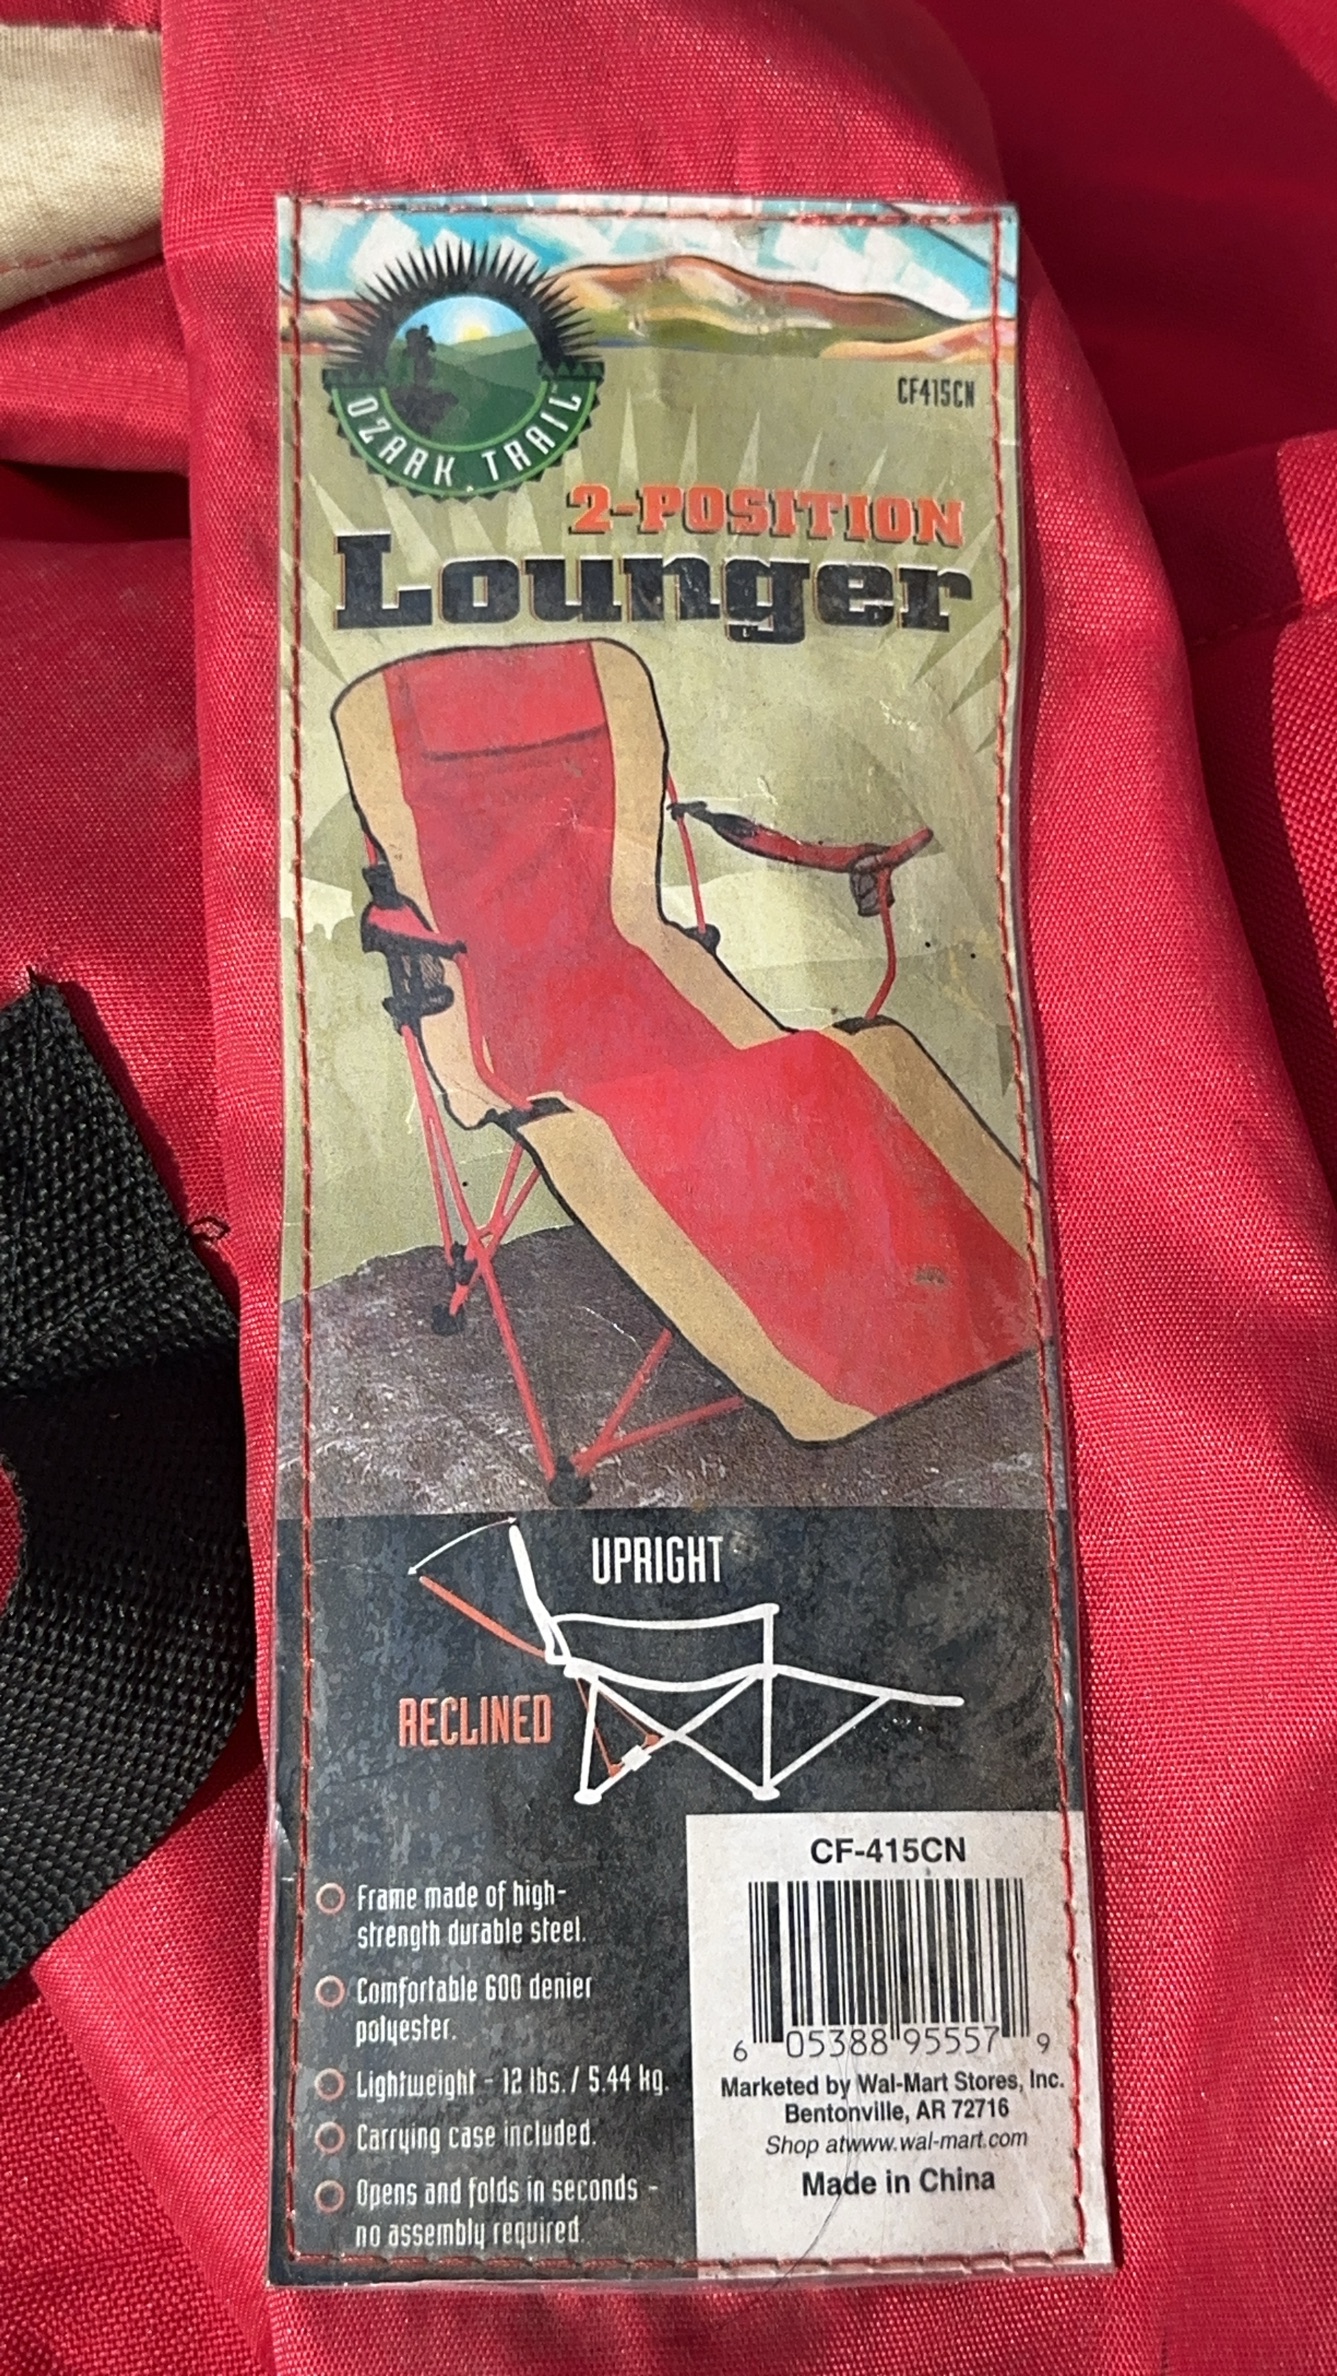 OZARK TRAIL
CF415CN
2-POSITION
Lounger
UPRIGHT
RECLINED
Frame made of high-
strength durable steel.
Comfortable 600 denier
polyester.
Lightweight - 12 lbs. / 5.44 kg.
Carrying case included.
Opens and folds in seconds -
no assembly required.
CF-415CN
6 05388 95557 9
Marketed by Wal-Mart Stores, Inc.
Bentonville, AR 72716
Shop atwww.wal-mart.com
Made in China